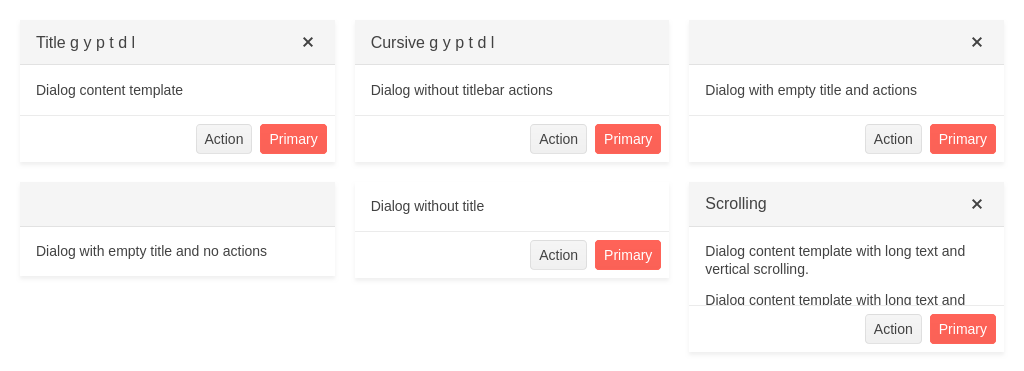 Title g y p t d l ✕
Dialog content template
Action Primary
Cursive g y p t d l
Dialog without titlebar actions
Action Primary
✕
Dialog with empty title and actions
Action Primary
Dialog with empty title and no actions
Dialog without title
Action Primary
Scrolling ✕
Dialog content template with long text and
vertical scrolling.
Dialog content template with long text and
Action Primary